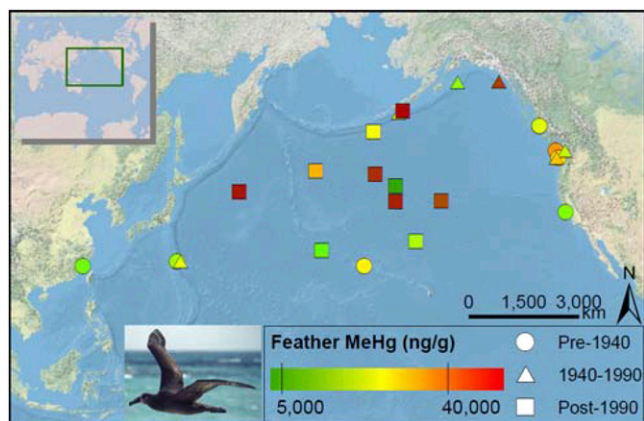 N
0 1,500 3,000
km
Feather MeHg (ng/g)
5,000 40,000
Pre-1940
1940-1990
Post-1990